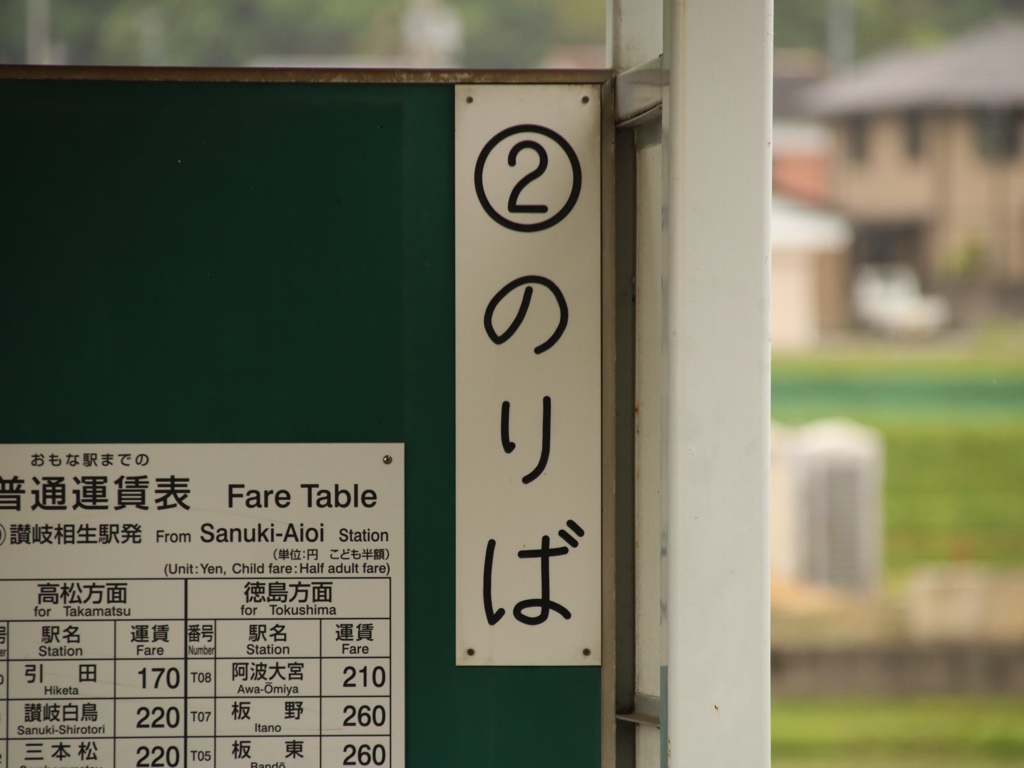 ②のりば
おもな駅までの
普通運賃表 Fare Table
讃岐相生駅発 From Sanuki-Aioi Station
(単位:円 こども半額)
(Unit:Yen, Child fare:Half adult fare)
高松方面 徳島方面
for Takamatsu for Tokushima
駅名 運賃 番号 駅名 運賃
Station Fare Number Station Fare
引田 170 T08 阿波大宮 210
Hiketa Awa-Ōmiya
讃岐白鳥 220 T07 板野 260
Sanuki-Shirotori Itano
三本松 220 T05 板東 260
Bandō